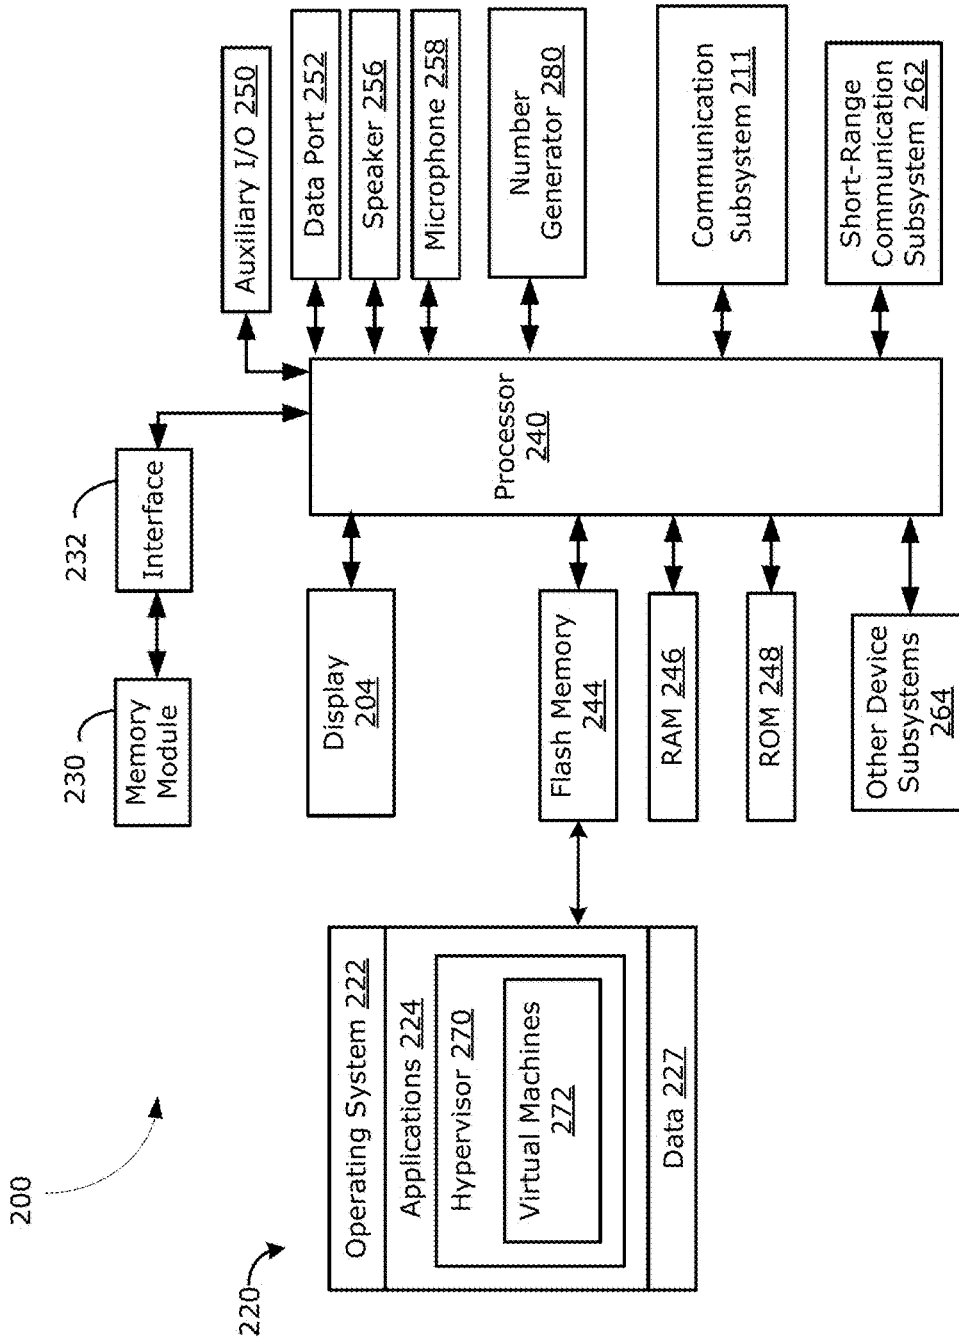 200
220
Operating System 222
Applications 224
Hypervisor 270
Virtual Machines
272
Data 227
230
Memory
Module
232
Interface
Display
204
Flash Memory
244
RAM 246
ROM 248
Other Device
Subsystems
264
Processor
240
Auxiliary I/O 250
Data Port 252
Speaker 256
Microphone 258
Number
Generator 280
Communication
Subsystem 211
Short-Range
Communication
Subsystem 262